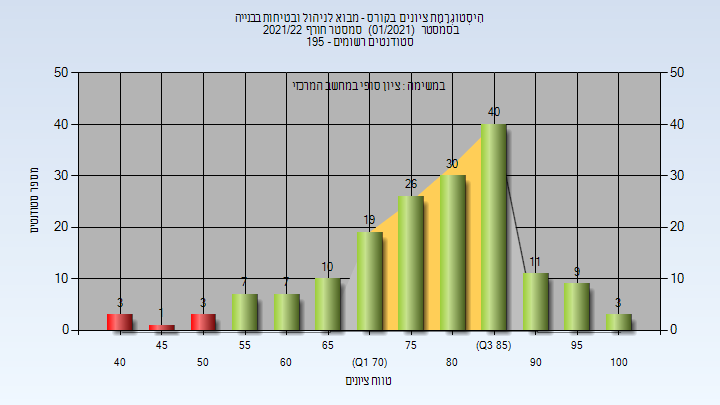 היסטוגרמת ציונים בקורס - מבוא לניהול ובטיחות בבנייה
בסמסטר (01/2021) סמסטר חורף 2021/22
סטודנטים רשומים - 195
במשימה : ציון סופי במחשב המרכזי
מספר סטודנטים
50 50
40 40
30 30
20 20
10 10
0 0
3 1 3 7 7 10 19 26 30 40 11 9 3
45 55 65 75 (Q3 85) 95
40 50 60 (Q1 70) 80 90 100
טווח ציונים